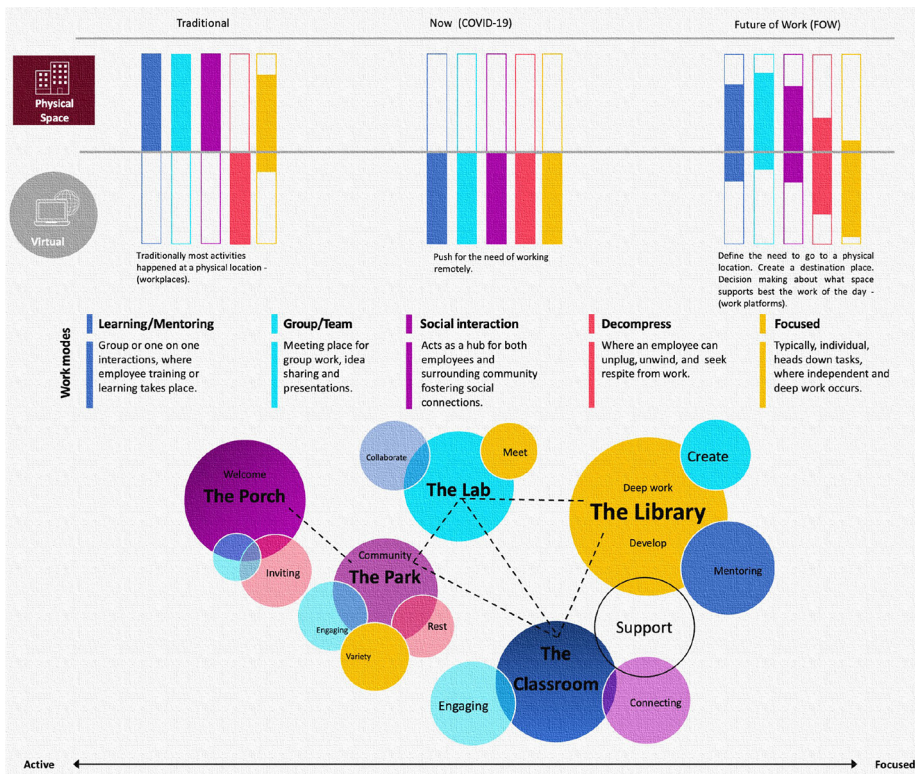 Traditional
Now (COVID-19)
Future of Work (FOW)
Physical
Space
Virtual
Traditionally most activities
happened at a physical location -
(workplaces).
Push for the need of working
remotely.
Define the need to go to a physical
location. Create a destination place.
Decision making about what space
supports best the work of the day -
(work platforms).
Work modes
Learning/Mentoring
Group or one on one
interactions, where
employee training or
learning takes place.
Group/Team
Meeting place for
group work, idea
sharing and
presentations.
Social interaction
Acts as a hub for both
employees and
surrounding community
fostering social
connections.
Decompress
Where an employee can
unplug, unwind, and seek
respite from work.
Focused
Typically, individual,
heads down tasks,
where independent and
deep work occurs.
Welcome
The Porch
Inviting
Collaborate
The Lab
Meet
Create
Deep work
The Library
Develop
Mentoring
Community
The Park
Engaging
Rest
Variety
Support
The
Classroom
Engaging
Connecting
Active
Focused